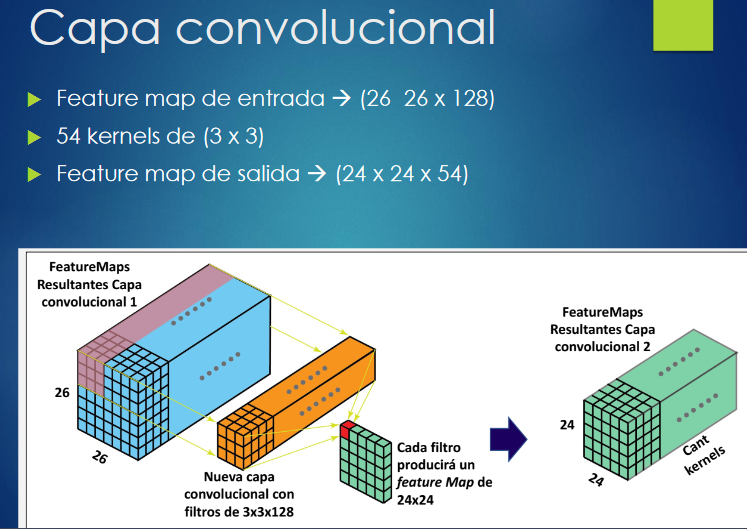 Capa convolucional
Feature map de entrada → (26 26 x 128)
54 kernels de (3 x 3)
Feature map de salida → (24 x 24 x 54)
FeatureMaps
Resultantes Capa
convolucional 1
26
26
Nueva capa
convolucional con
filtros de 3x3x128
Cada filtro
producirá un
feature Map de
24x24
FeatureMaps
Resultantes Capa
convolucional 2
24
24
Cant
kernels